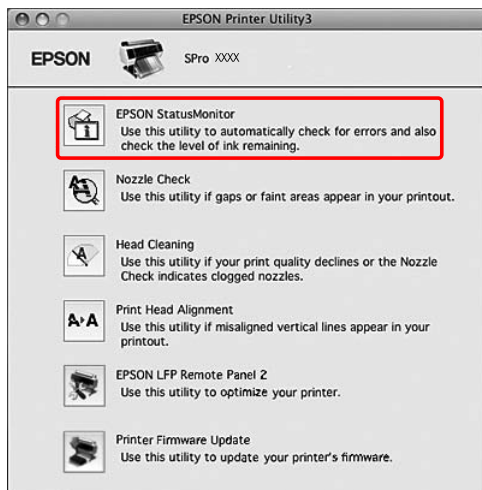 EPSON Printer Utility3
EPSON SPro XXXX
EPSON StatusMonitor
Use this utility to automatically check for errors and also
check the level of ink remaining.
Nozzle Check
Use this utility if gaps or faint areas appear in your printout.
Head Cleaning
Use this utility if your print quality declines or the Nozzle
Check indicates clogged nozzles.
Print Head Alignment
Use this utility if misaligned vertical lines appear in your
printout.
EPSON LFP Remote Panel 2
Use this utility to optimize your printer.
Printer Firmware Update
Use this utility to update your printer's firmware.